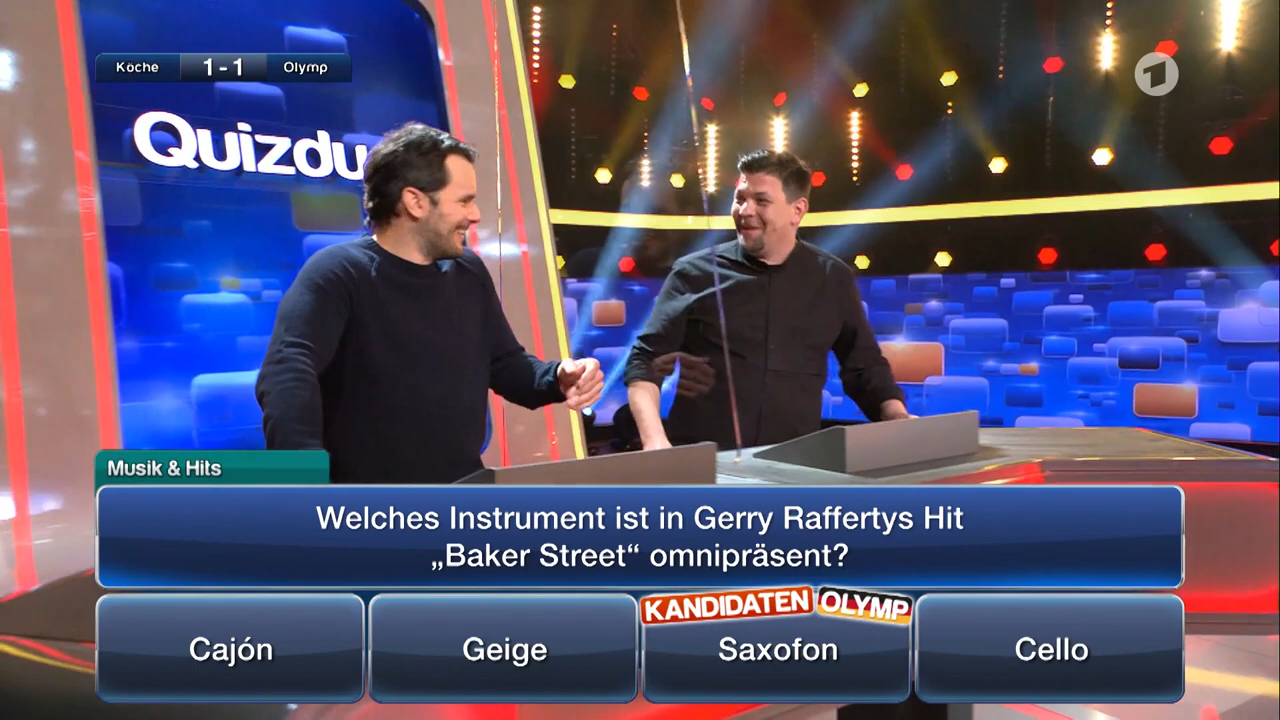 Köche 1-1 Olymp
1
Quizdu
Musik & Hits
Welches Instrument ist in Gerry Raffertys Hit
„Baker Street“ omnipräsent?
KANDIDATEN OLYMP
Cajón Geige Saxofon Cello